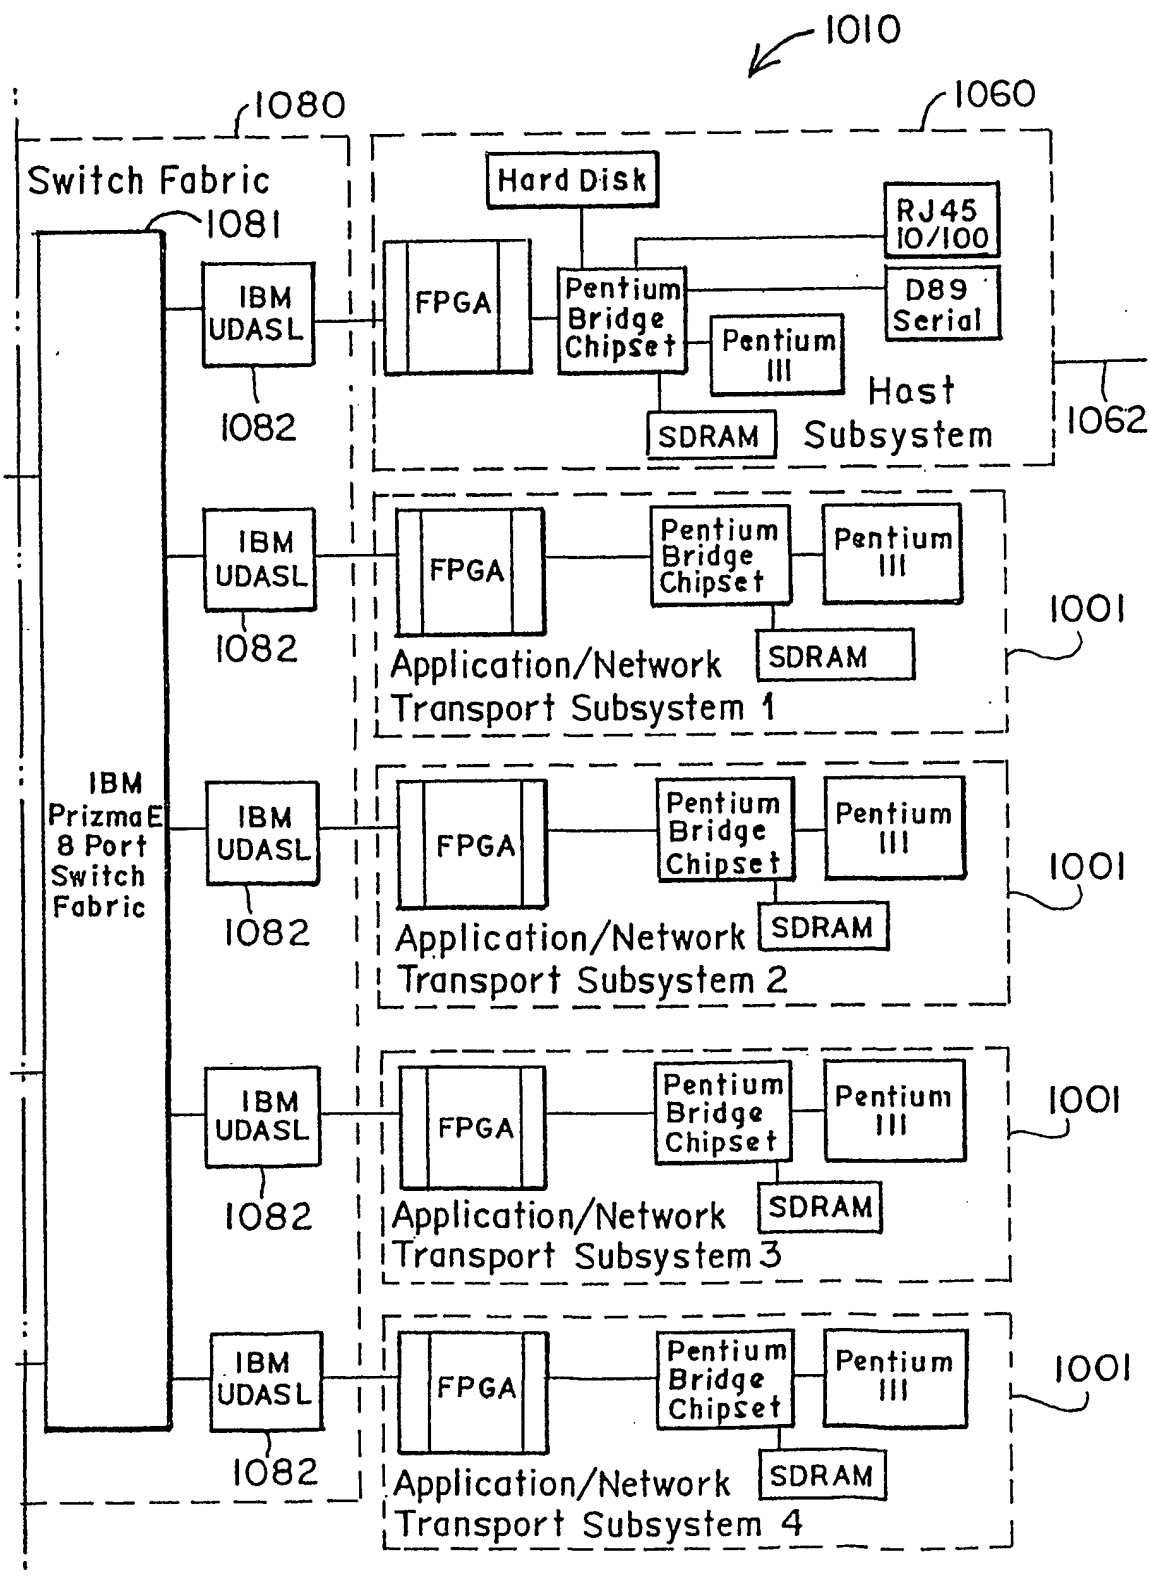 1010
1080
1060
Switch Fabric
1081
Hard Disk
RJ45
10/100
IBM
UDASL
FPGA
Pentium
Bridge
Chipset
D89
Serial
Pentium
III
1082
SDRAM
Host
Subsystem
1062
IBM
UDASL
FPGA
Pentium
Bridge
Chipset
Pentium
III
1082
SDRAM
1001
Application/Network
Transport Subsystem 1
IBM
PrizmaE
8 Port
Switch
Fabric
IBM
UDASL
FPGA
Pentium
Bridge
Chipset
Pentium
III
1001
1082
SDRAM
Application/Network
Transport Subsystem 2
IBM
UDASL
FPGA
Pentium
Bridge
Chipset
Pentium
III
1001
1082
SDRAM
Application/Network
Transport Subsystem 3
IBM
UDASL
FPGA
Pentium
Bridge
Chipset
Pentium
III
1001
1082
SDRAM
Application/Network
Transport Subsystem 4